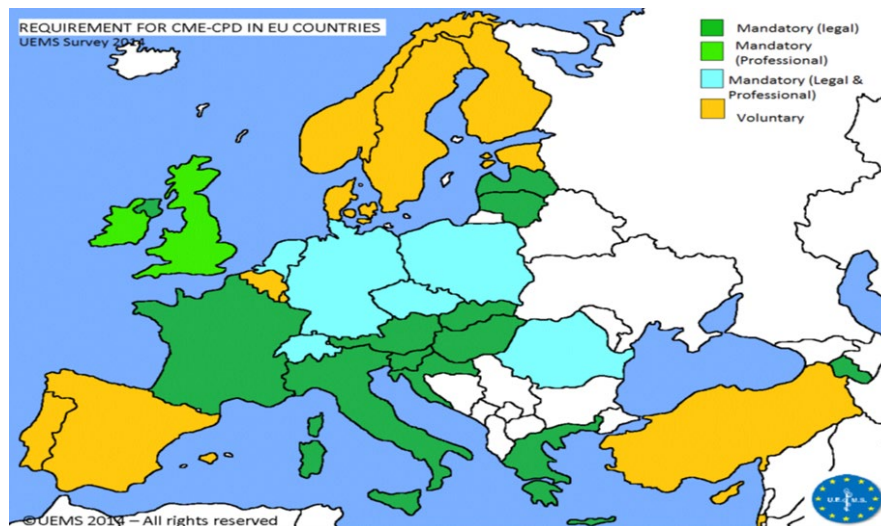 REQUIREMENT FOR CME-CPD IN EU COUNTRIES
UEMS Survey 2014
Mandatory (legal)
Mandatory
(Professional)
Mandatory (Legal &
Professional)
Voluntary
U.E.M.S.
©UEMS 2014 – All rights reserved